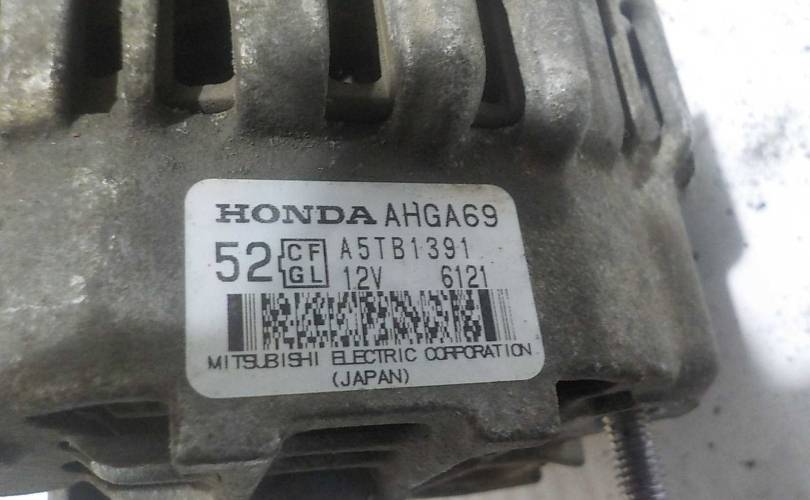 HONDA AHGA69
52 CF GL A5TB1391
12V 6121
MITSUBISHI ELECTRIC CORPORATION
(JAPAN)